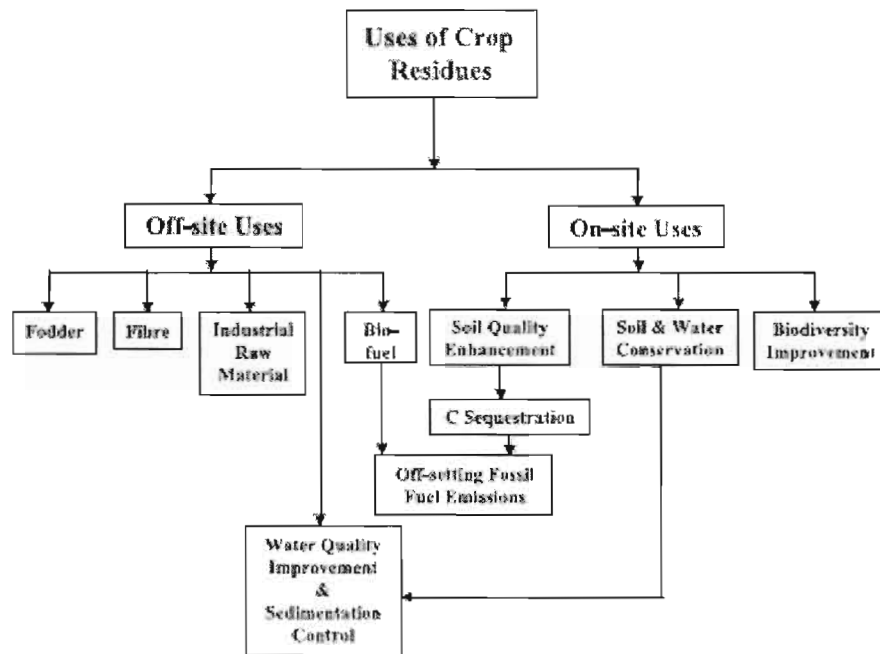 Uses of Crop
Residues
Off-site Uses
On-site Uses
Fodder
Fibre
Industrial
Raw
Material
Bio-
fuel
Soil Quality
Enhancement
Soil & Water
Conservation
Biodiversity
Improvement
C Sequestration
Off-setting Fossil
Fuel Emissions
Water Quality
Improvement
&
Sedimentation
Control